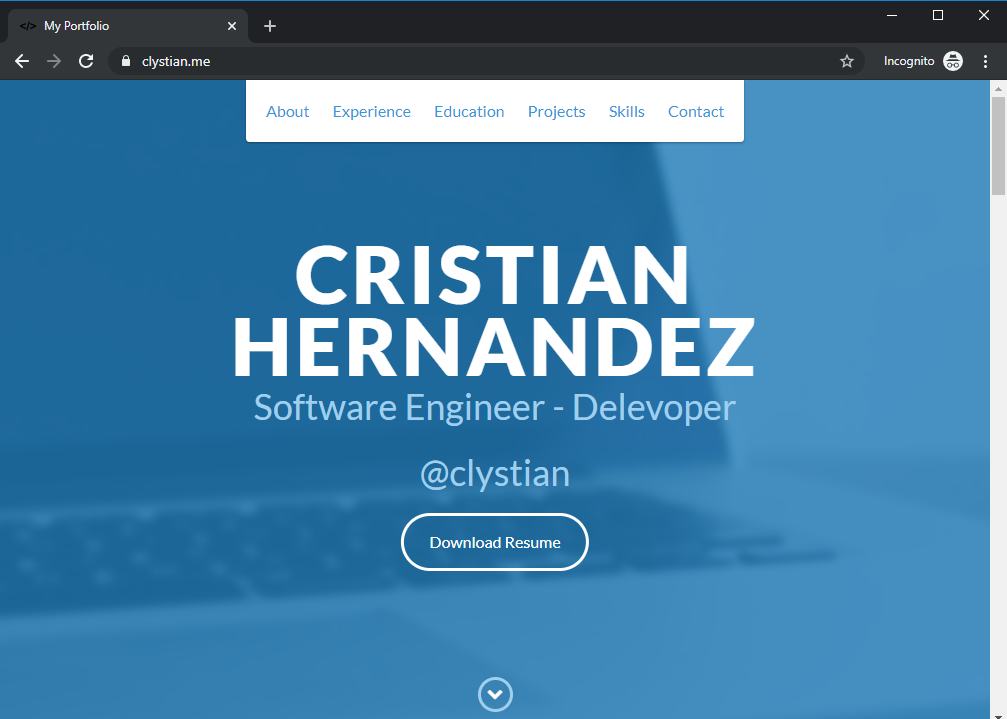 </> My Portfolio
clystian.me
Incognito
About Experience Education Projects Skills Contact
CRISTIAN
HERNANDEZ
Software Engineer - Delevoper
@clystian
Download Resume